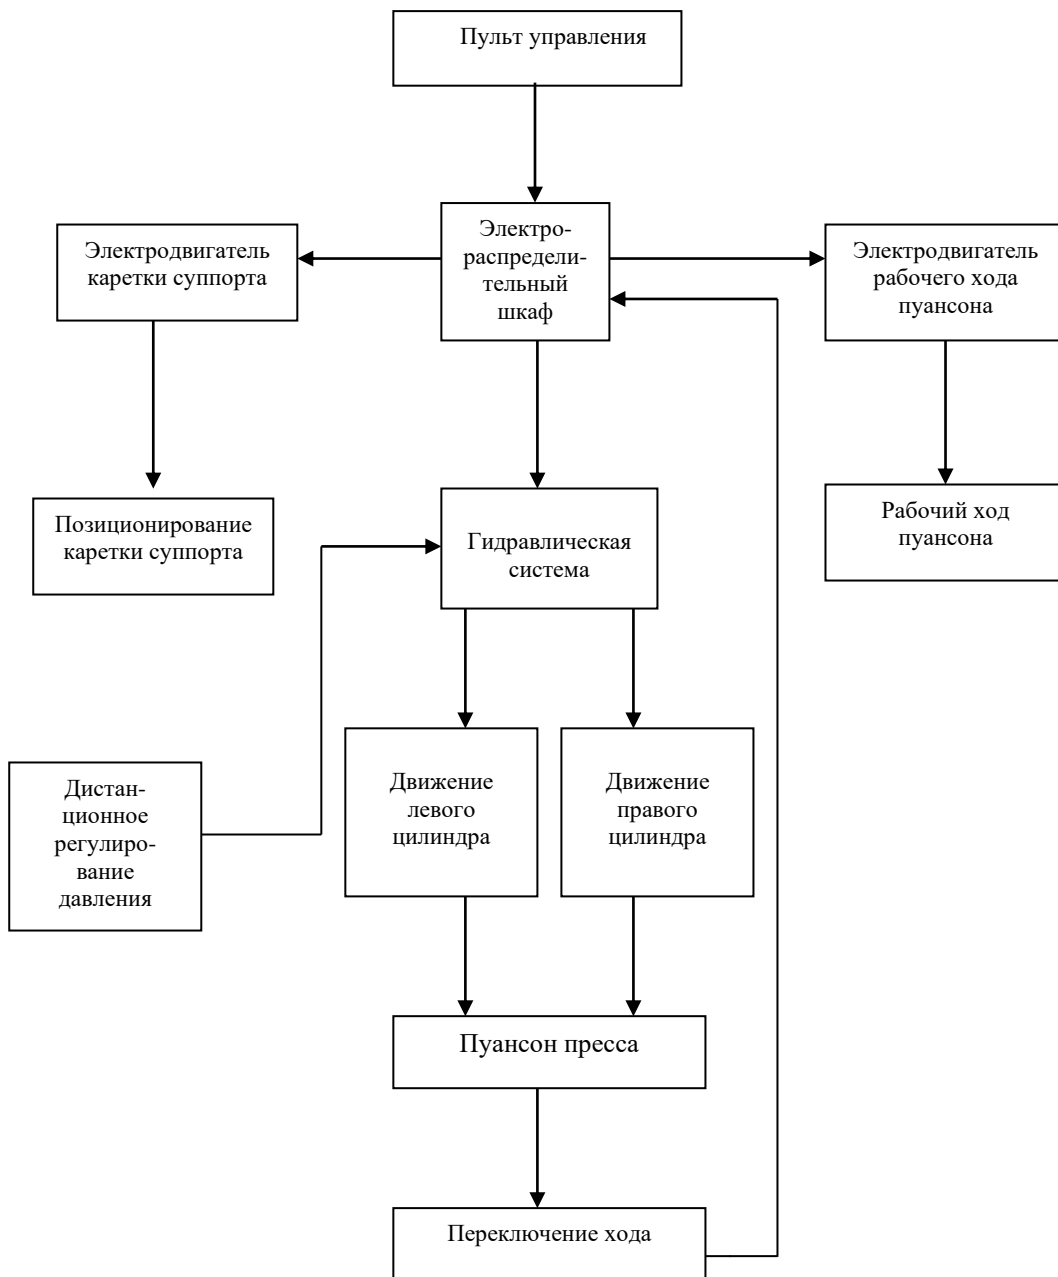 Пульт управления
Электро-
распредели-
тельный
шкаф
Электродвигатель
каретки суппорта
Электродвигатель
рабочего хода
пуансона
Позиционирование
каретки суппорта
Гидравлическая
система
Рабочий ход
пуансона
Дистан-
ционное
регулиро-
вание
давления
Движение
левого
цилиндра
Движение
правого
цилиндра
Пуансон пресса
Переключение хода